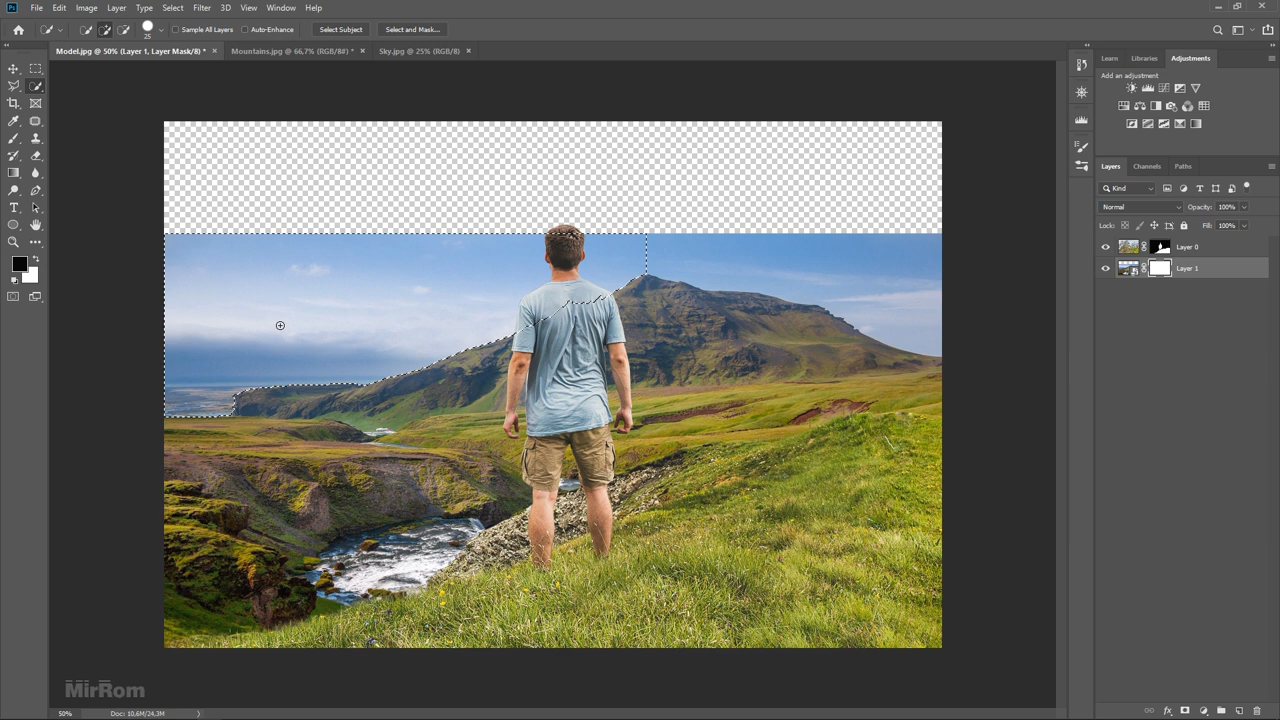 Ps File Edit Image Layer Type Select Filter 3D View Window Help
25 Sample All Layers Auto-Enhance Select Subject Select and Mask...
Model.jpg @ 50% (Layer 1, Layer Mask/8) * × Mountains.jpg @ 66,7% (RGB/8#) * × Sky.jpg @ 25% (RGB/8) ×
Learn Libraries Adjustments
Add an adjustment
Layers Channels Paths
Kind
Normal Opacity: 100%
Lock: Fill: 100%
Layer 0
Layer 1
MirRom
50% Doc: 10,6M/24,3M